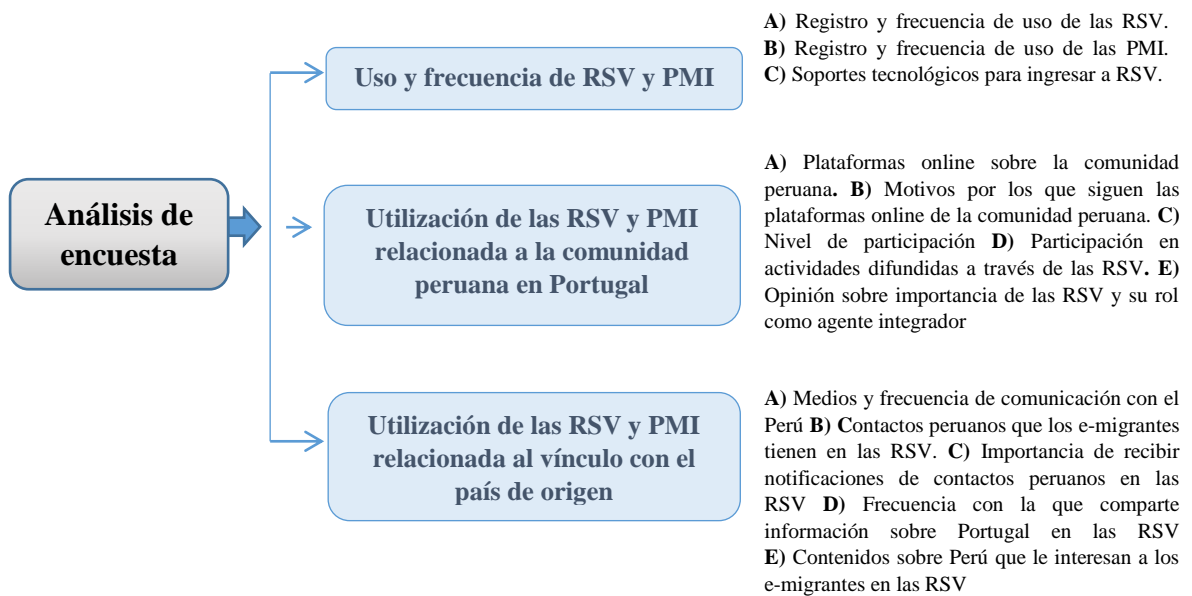 Análisis de
encuesta
Uso y frecuencia de RSV y PMI
A) Registro y frecuencia de uso de las RSV.
B) Registro y frecuencia de uso de las PMI.
C) Soportes tecnológicos para ingresar a RSV.
Utilización de las RSV y PMI
relacionada a la comunidad
peruana en Portugal
A) Plataformas online sobre la comunidad
peruana. B) Motivos por los que siguen las
plataformas online de la comunidad peruana. C)
Nivel de participación D) Participación en
actividades difundidas a través de las RSV. E)
Opinión sobre importancia de las RSV y su rol
como agente integrador
Utilización de las RSV y PMI
relacionada al vínculo con el
país de origen
A) Medios y frecuencia de comunicación con el
Perú B) Contactos peruanos que los e-migrantes
tienen en las RSV. C) Importancia de recibir
notificaciones de contactos peruanos en las
RSV D) Frecuencia con la que comparte
información sobre Portugal en las RSV
E) Contenidos sobre Perú que le interesan a los
e-migrantes en las RSV